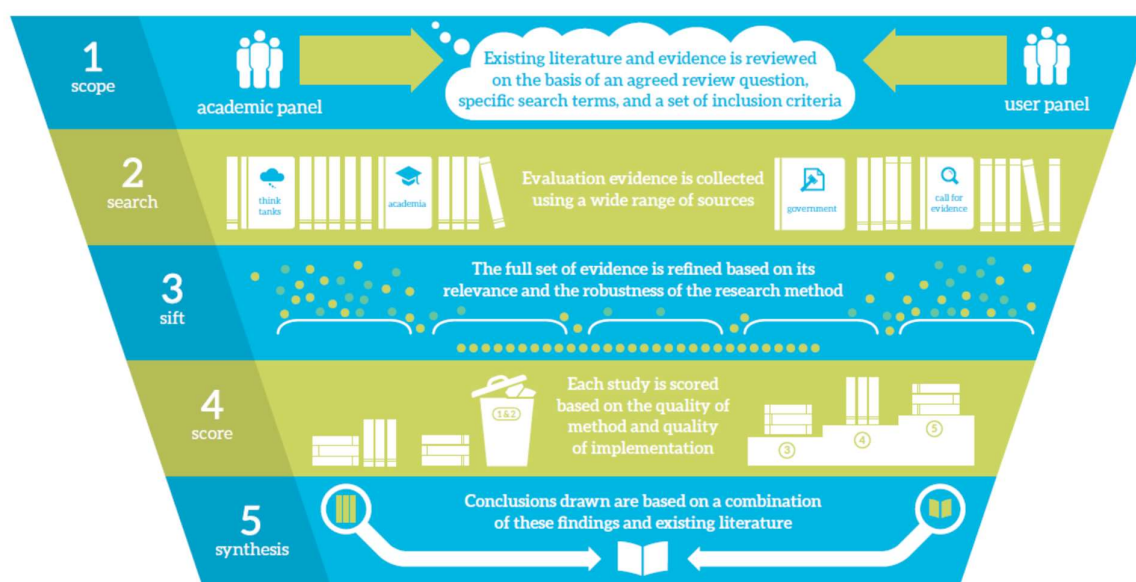 1
scope
academic panel
Existing literature and evidence is reviewed
on the basis of an agreed review question,
specific search terms, and a set of inclusion criteria
user panel
2
search
think
tanks
academia
Evaluation evidence is collected
using a wide range of sources
government
call for
evidence
3
sift
The full set of evidence is refined based on its
relevance and the robustness of the research method
4
score
1&2
Each study is scored
based on the quality of
method and quality
of implementation
3
4
5
5
synthesis
Conclusions drawn are based on a combination
of these findings and existing literature